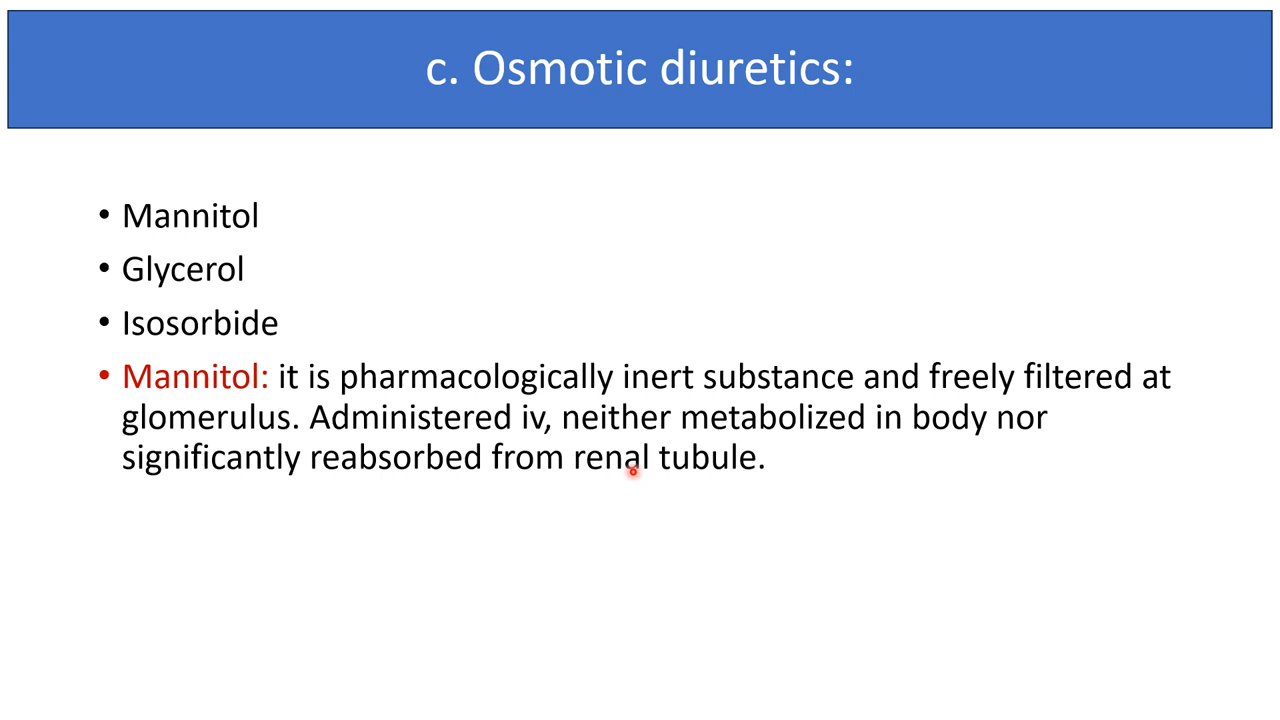 c. Osmotic diuretics:
• Mannitol
• Glycerol
• Isosorbide
• Mannitol: it is pharmacologically inert substance and freely filtered at
glomerulus. Administered iv, neither metabolized in body nor
significantly reabsorbed from renal tubule.